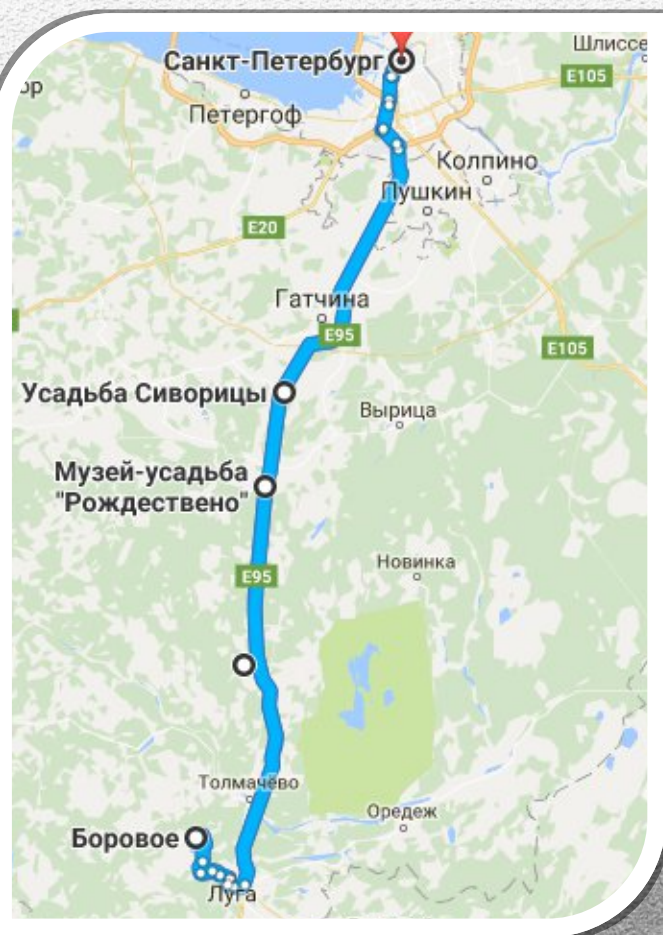 Санкт-Петербург
Шлиссе
E105
ор
Петергоф
Колпино
Пушкин
E20
Гатчина
E95
E105
Усадьба Сиворицы
Вырица
Музей-усадьба
"Рождествено"
Новинка
E95
Толмачёво
Оредеж
Боровое
Луга